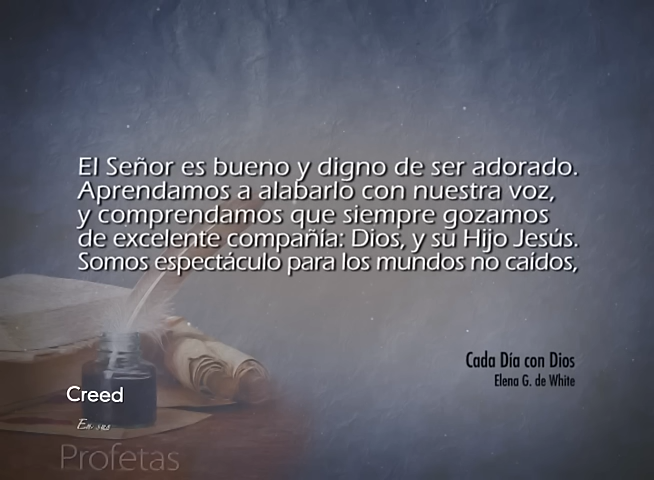 El Señor es bueno y digno de ser adorado.
Aprendamos a alabarlo con nuestra voz,
y comprendamos que siempre gozamos
de excelente compañía: Dios, y su Hijo Jesús.
Somos espectáculo para los mundos no caídos,
Cada Día con Dios
Elena G. de White
Creed
En sus
Profetas